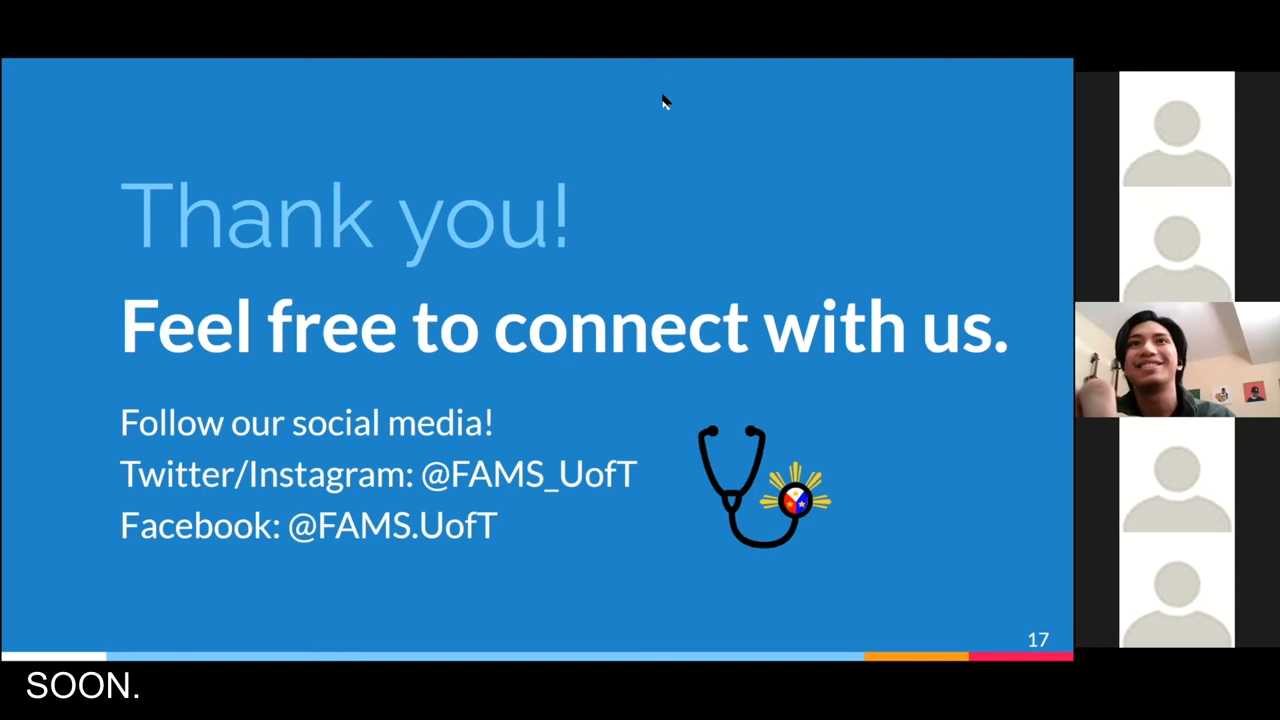 Thank you!
Feel free to connect with us.
Follow our social media!
Twitter/Instagram: @FAMS_UofT
Facebook: @FAMS.UofT
17
SOON.